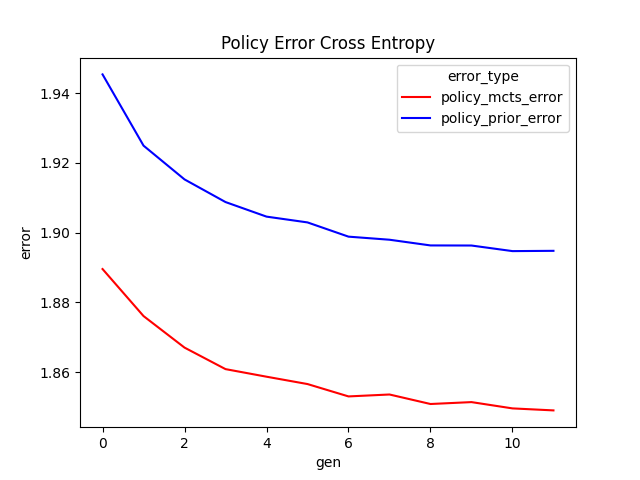 Policy Error Cross Entropy
error_type
policy_mcts_error
policy_prior_error
1.94
1.92
1.90
1.88
1.86
error
0 2 4 6 8 10
gen